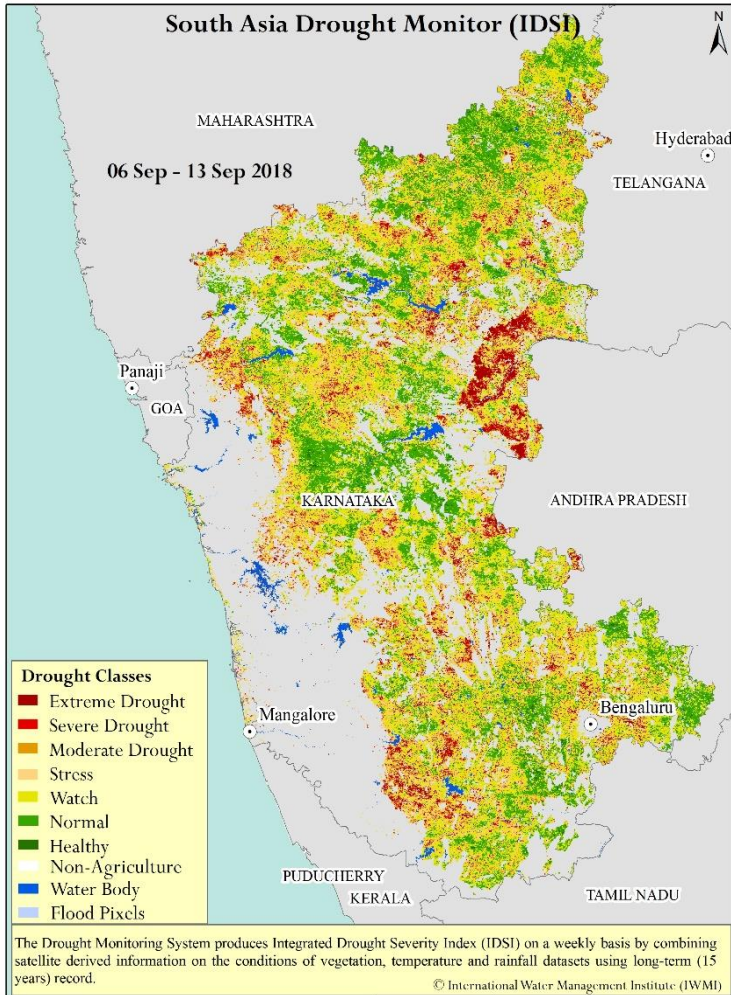 South Asia Drought Monitor (IDSI)
N
MAHARASHTRA
Hyderabad
06 Sep - 13 Sep 2018
TELANGANA
Panaji
GOA
KARNATAKA
ANDHRA PRADESH
Drought Classes
Extreme Drought
Severe Drought
Moderate Drought
Stress
Watch
Normal
Healthy
Non-Agriculture
Water Body
Flood Pixels
Mangalore
Bengaluru
PUDUCHERRY
KERALA
TAMIL NADU
The Drought Monitoring System produces Integrated Drought Severity Index (IDSI) on a weekly basis by combining
satellite derived information on the conditions of vegetation, temperature and rainfall datasets using long-term (15
years) record.
© International Water Management Institute (IWMI)